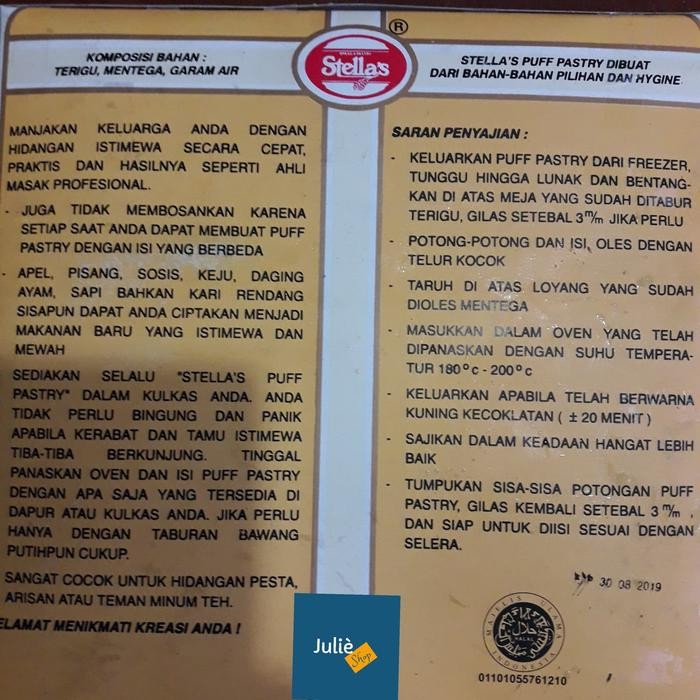 KOMPOSISI BAHAN :
TERIGU, MENTEGA, GARAM AIR
®
Stella's
STELLA'S PUFF PASTRY DIBUAT
DARI BAHAN-BAHAN PILIHAN DAN HYGINE
MANJAKAN KELUARGA ANDA DENGAN
HIDANGAN ISTIMEWA SECARA CEPAT,
PRAKTIS DAN HASILNYA SEPERTI AHLI
MASAK PROFESIONAL.
- JUGA TIDAK MEMBOSANKAN KARENA
SETIAP SAAT ANDA DAPAT MEMBUAT PUFF
PASTRY DENGAN ISI YANG BERBEDA
- APEL, PISANG, SOSIS, KEJU, DAGING
AYAM, SAPI BAHKAN KARI RENDANG
SISAPUN DAPAT ANDA CIPTAKAN MENJADI
MAKANAN BARU YANG ISTIMEWA DAN
MEWAH
SEDIAKAN SELALU "STELLA'S PUFF
PASTRY" DALAM KULKAS ANDA. ANDA
TIDAK PERLU BINGUNG DAN PANIK
APABILA KERABAT DAN TAMU ISTIMEWA
TIBA-TIBA BERKUNJUNG. TINGGAL
PANASKAN OVEN DAN ISI PUFF PASTRY
DENGAN APA SAJA YANG TERSEDIA DI
DAPUR ATAU KULKAS ANDA. JIKA PERLU
HANYA DENGAN TABURAN BAWANG
PUTIHPUN CUKUP.
SANGAT COCOK UNTUK HIDANGAN PESTA,
ARISAN ATAU TEMAN MINUM TEH.
ELAMAT MENIKMATI KREASI ANDA !
SARAN PENYAJIAN :
- KELUARKAN PUFF PASTRY DARI FREEZER,
TUNGGU HINGGA LUNAK DAN BENTANG-
KAN DI ATAS MEJA YANG SUDAH DITABUR
TERIGU, GILAS SETEBAL 3 m/m JIKA PERLU
- POTONG-POTONG DAN ISI, OLES DENGAN
TELUR KOCOK
- TARUH DI ATAS LOYANG YANG SUDAH
DIOLES MENTEGA
- MASUKKAN DALAM OVEN YANG TELAH
DIPANASKAN DENGAN SUHU TEMPERA-
TUR 180°c - 200°c
- KELUARKAN APABILA TELAH BERWARNA
KUNING KECOKLATAN ( ± 20 MENIT )
- SAJIKAN DALAM KEADAAN HANGAT LEBIH
BAIK
- TUMPUKAN SISA-SISA POTONGAN PUFF
PASTRY, GILAS KEMBALI SETEBAL 3 m/m ,
DAN SIAP UNTUK DIISI SESUAI DENGAN
SELERA.
30 08 2019
MAJELIS ULAMA
حلال
HALAL
INDONESIA
01101055761210
Juliè
Shop